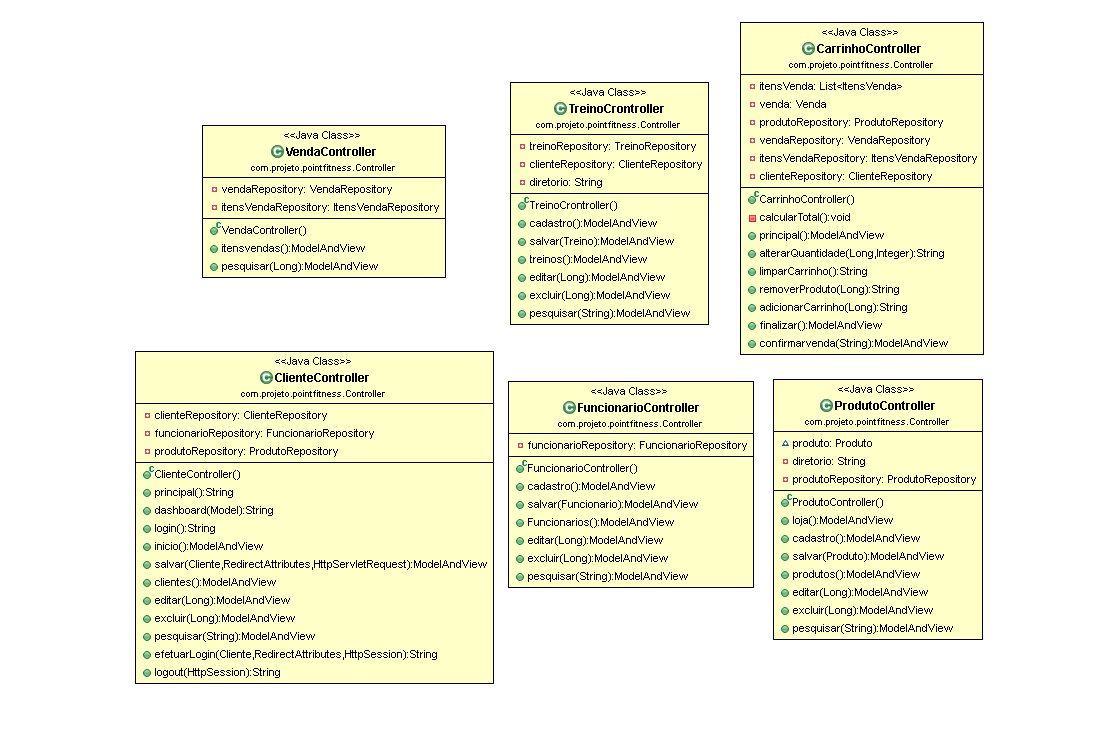 <<Java Class>>
VendaController
com.projeto.pointfitness.Controller
vendaRepository: VendaRepository
itensVendaRepository: ItensVendaRepository
VendaController()
itensvendas():ModelAndView
pesquisar(Long):ModelAndView
<<Java Class>>
TreinoCrontroller
com.projeto.pointfitness.Controller
treinoRepository: TreinoRepository
clienteRepository: ClienteRepository
diretorio: String
TreinoCrontroller()
cadastro():ModelAndView
salvar(Treino):ModelAndView
treinos():ModelAndView
editar(Long):ModelAndView
excluir(Long):ModelAndView
pesquisar(String):ModelAndView
<<Java Class>>
CarrinhoController
com.projeto.pointfitness.Controller
itensVenda: List<ItensVenda>
venda: Venda
produtoRepository: ProdutoRepository
vendaRepository: VendaRepository
itensVendaRepository: ItensVendaRepository
clienteRepository: ClienteRepository
CarrinhoController()
calcularTotal():void
principal():ModelAndView
alterarQuantidade(Long,Integer):String
limparCarrinho():String
removerProduto(Long):String
adicionarCarrinho(Long):String
finalizar():ModelAndView
confirmarvenda(String):ModelAndView
<<Java Class>>
ClienteController
com.projeto.pointfitness.Controller
clienteRepository: ClienteRepository
funcionarioRepository: FuncionarioRepository
produtoRepository: ProdutoRepository
ClienteController()
principal():String
dashboard(Model):String
login():String
inicio():ModelAndView
salvar(Cliente,RedirectAttributes,HttpServletRequest):ModelAndView
clientes():ModelAndView
editar(Long):ModelAndView
excluir(Long):ModelAndView
pesquisar(String):ModelAndView
efetuarLogin(Cliente,RedirectAttributes,HttpSession):String
logout(HttpSession):String
<<Java Class>>
FuncionarioController
com.projeto.pointfitness.Controller
funcionarioRepository: FuncionarioRepository
FuncionarioController()
cadastro():ModelAndView
salvar(Funcionario):ModelAndView
Funcionarios():ModelAndView
editar(Long):ModelAndView
excluir(Long):ModelAndView
pesquisar(String):ModelAndView
<<Java Class>>
ProdutoController
com.projeto.pointfitness.Controller
produto: Produto
diretorio: String
produtoRepository: ProdutoRepository
ProdutoController()
loja():ModelAndView
cadastro():ModelAndView
salvar(Produto):ModelAndView
produtos():ModelAndView
editar(Long):ModelAndView
excluir(Long):ModelAndView
pesquisar(String):ModelAndView